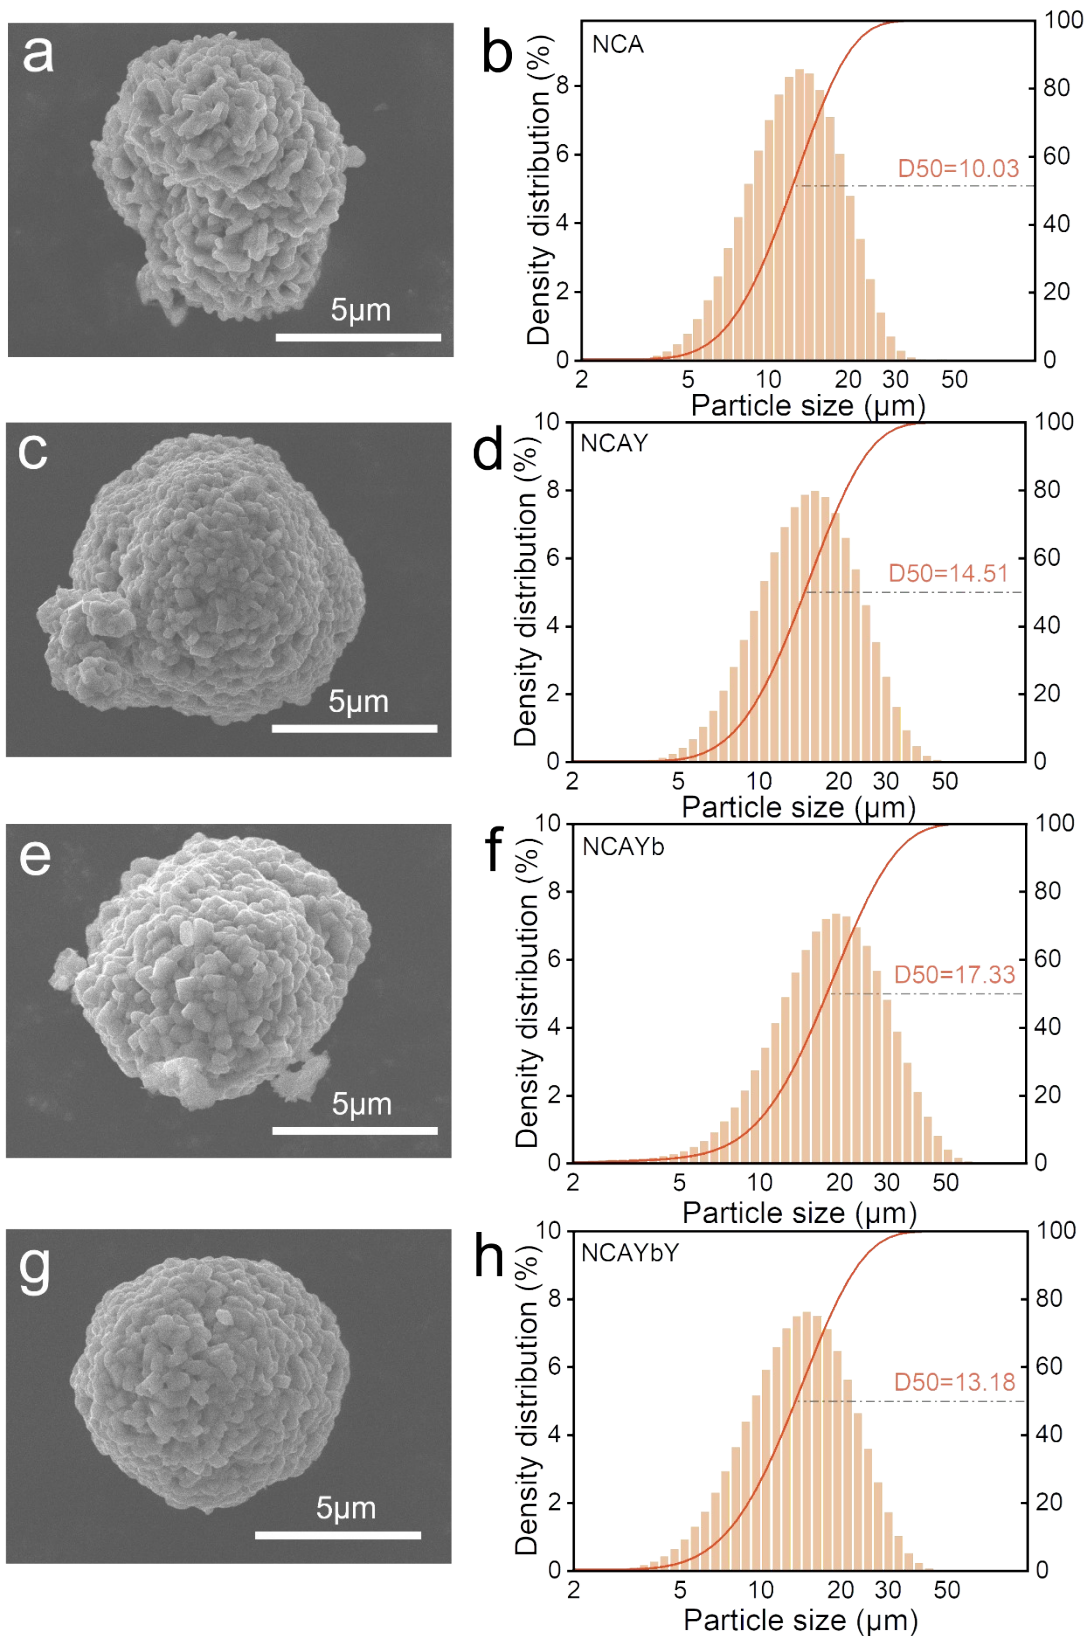 a
5μm
b
NCA
Density distribution (%)
0 2 4 6 8
0 20 40 60 80 100
D50=10.03
2 5 10 20 30 50
Particle size (μm)
c
5μm
d
NCAY
Density distribution (%)
0 2 4 6 8 10
0 20 40 60 80 100
D50=14.51
2 5 10 20 30 50
Particle size (μm)
e
5μm
f
NCAYb
Density distribution (%)
0 2 4 6 8 10
0 20 40 60 80 100
D50=17.33
2 5 10 20 30 50
Particle size (μm)
g
5μm
h
NCAYbY
Density distribution (%)
0 2 4 6 8 10
0 20 40 60 80 100
D50=13.18
2 5 10 20 30 50
Particle size (μm)